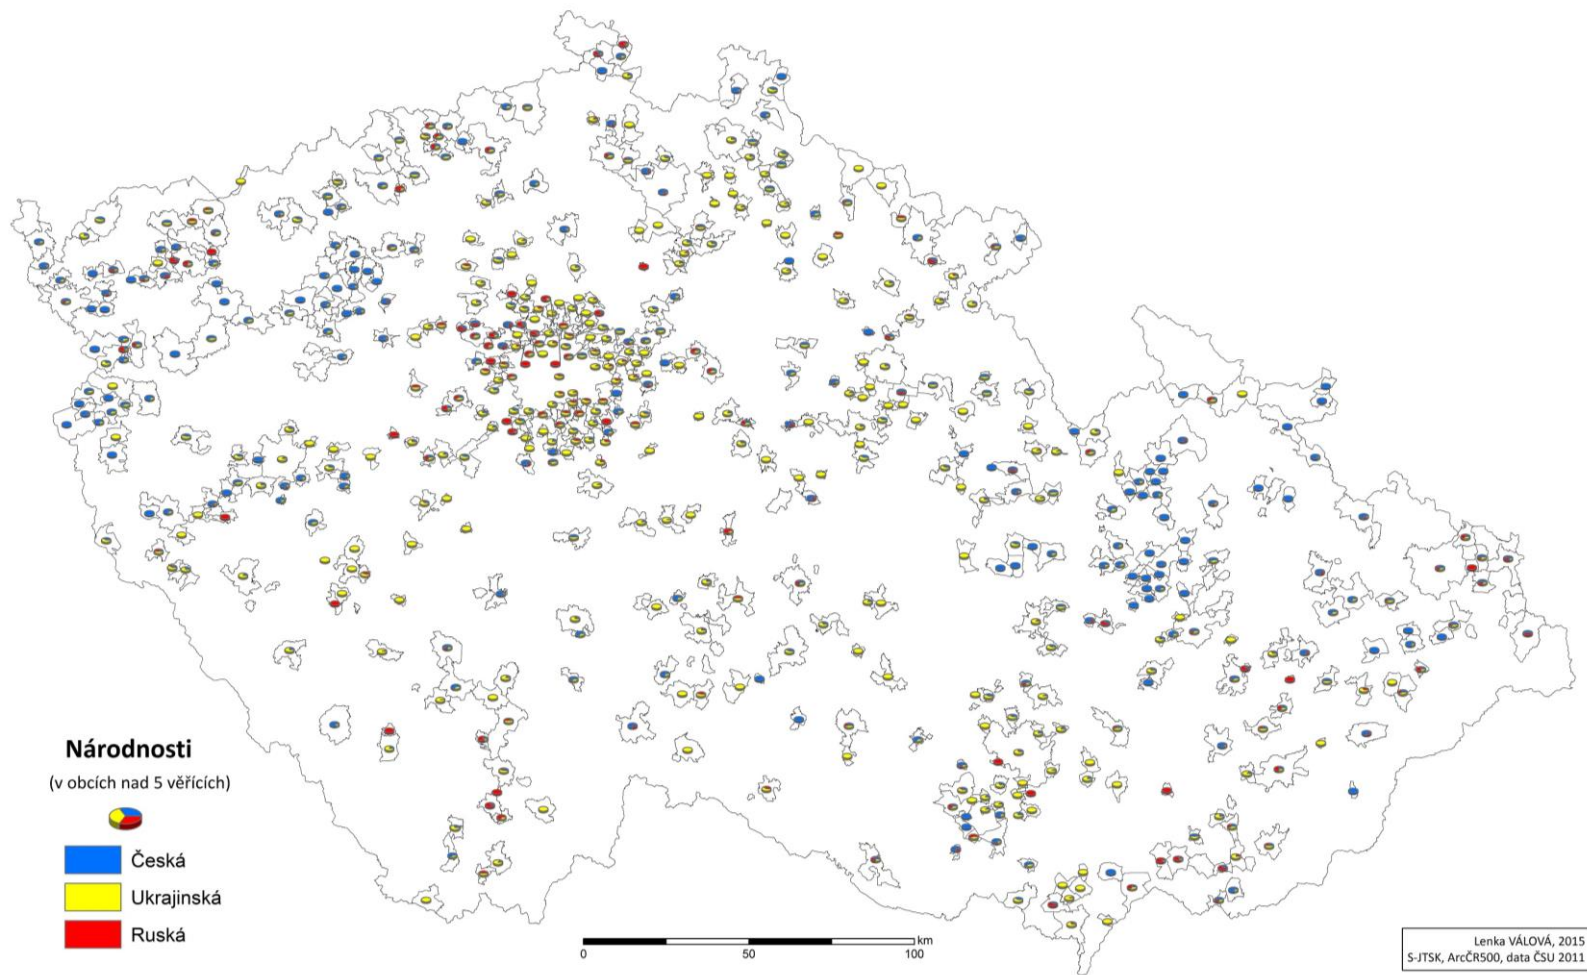 Národnosti
(v obcích nad 5 věřících)
Česká
Ukrajinská
Ruská
km
0 50 100
Lenka VÁLOVÁ, 2015
S-JTSK, ArcČR500, data ČSU 2011